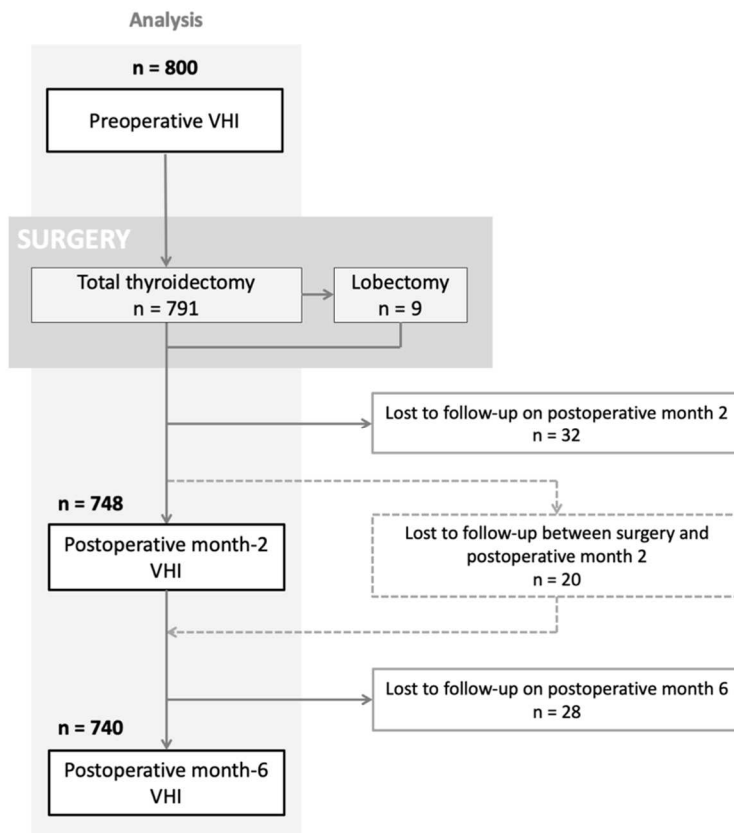 Analysis
n = 800
Preoperative VHI
SURGERY
Total thyroidectomy
n = 791
Lobectomy
n = 9
Lost to follow-up on postoperative month 2
n = 32
n = 748
Postoperative month-2
VHI
Lost to follow-up between surgery and
postoperative month 2
n = 20
Lost to follow-up on postoperative month 6
n = 28
n = 740
Postoperative month-6
VHI